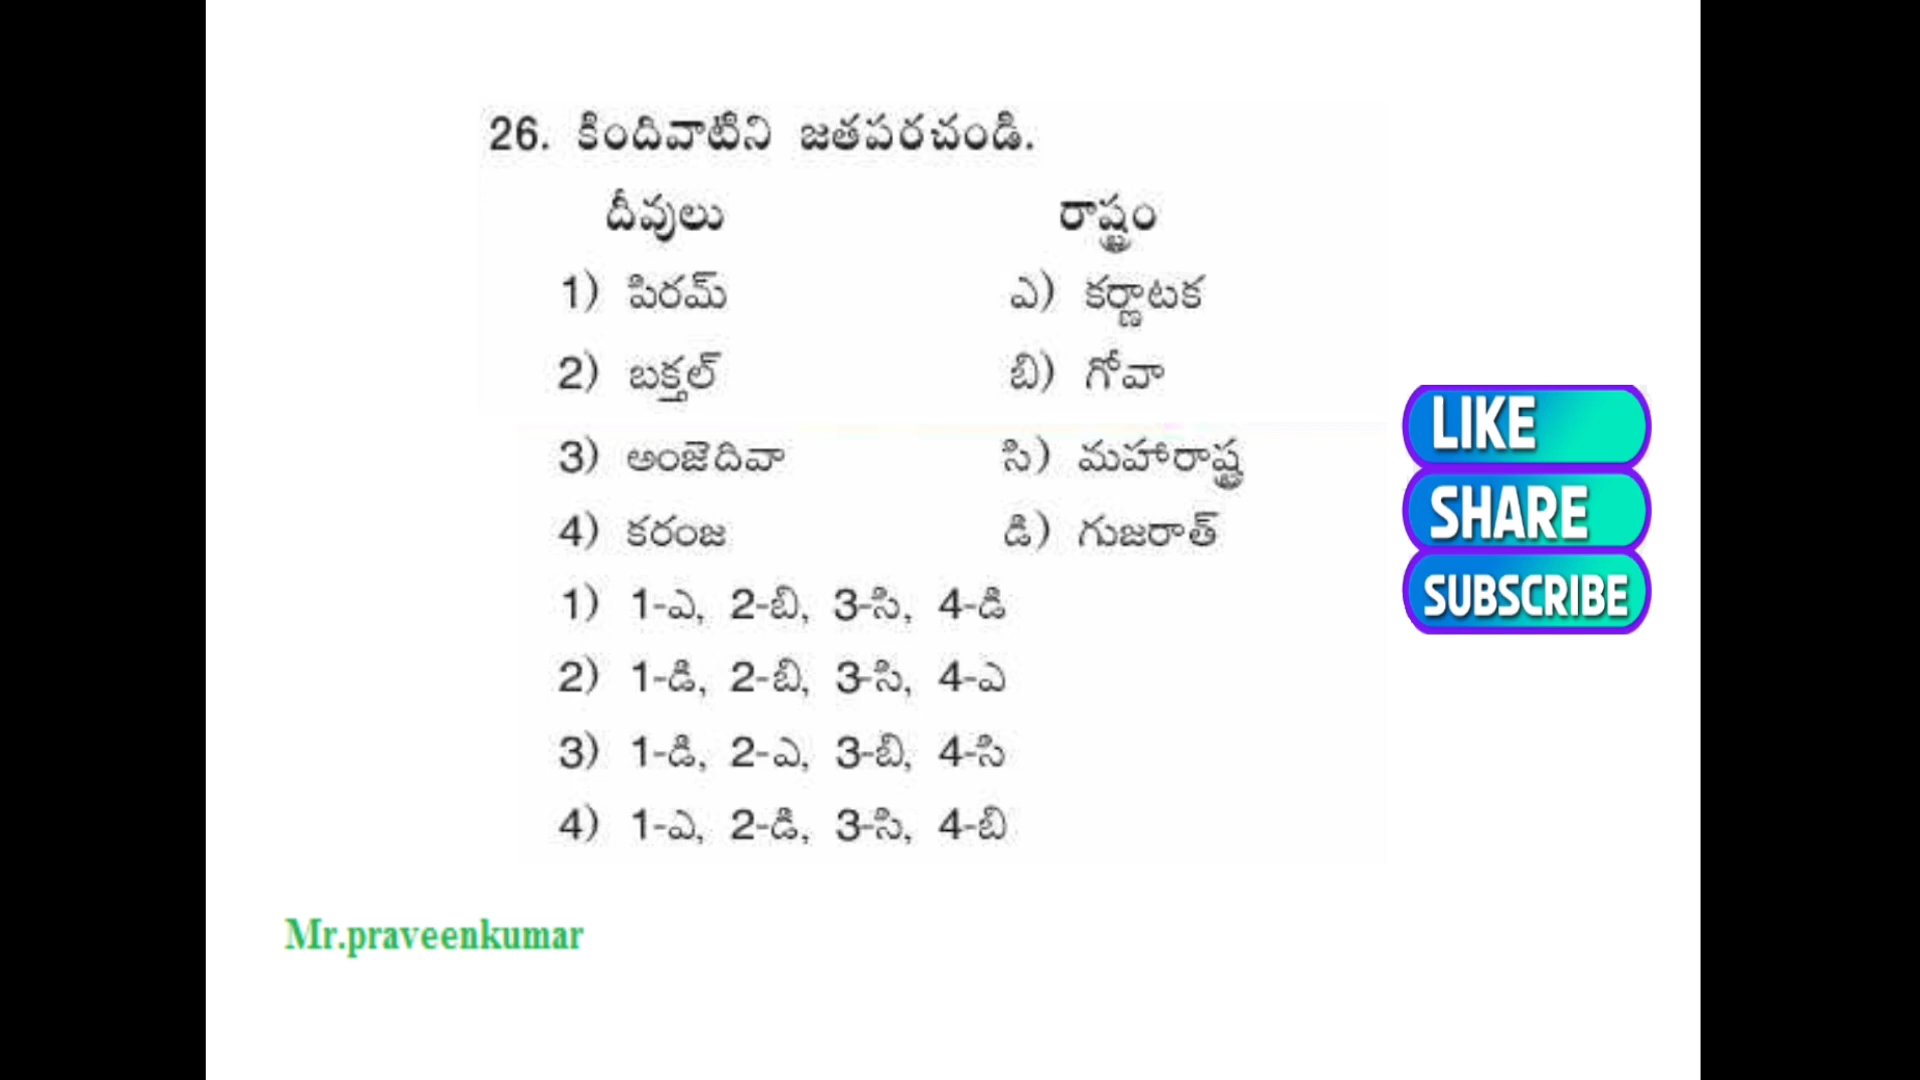 26. కిందివాటిని జతపరచండి.
దీవులు రాష్ట్రం
1) పిరమ్ ఎ) కర్ణాటక
2) బక్తల్ బి) గోవా
3) అంజెదివా సి) మహారాష్ట్ర
4) కరంజ డి) గుజరాత్
1) 1-ఎ, 2-బి, 3-సి, 4-డి
2) 1-డి, 2-బి, 3-సి, 4-ఎ
3) 1-డి, 2-ఎ, 3-బి, 4-సి
4) 1-ఎ, 2-డి, 3-సి, 4-బి
LIKE
SHARE
SUBSCRIBE
Mr.praveenkumar